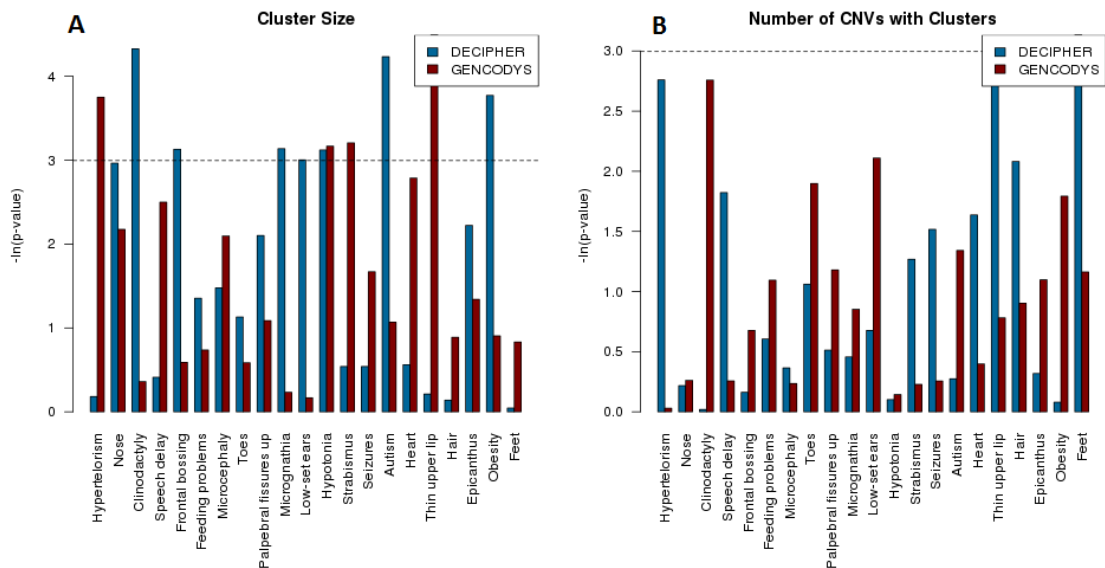 A
Cluster Size
DECIPHER
GENCODYS
-ln(p-value)
4
3
2
1
0
Hypertelorism
Nose
Clinodactyly
Speech delay
Frontal bossing
Feeding problems
Microcephaly
Toes
Palpebral fissures up
Micrognathia
Low-set ears
Hypotonia
Strabismus
Seizures
Autism
Heart
Thin upper lip
Hair
Epicanthus
Obesity
Feet
B
Number of CNVs with Clusters
DECIPHER
GENCODYS
-ln(p-value)
3.0
2.5
2.0
1.5
1.0
0.5
0.0
Hypertelorism
Nose
Clinodactyly
Speech delay
Frontal bossing
Feeding problems
Microcephaly
Toes
Palpebral fissures up
Micrognathia
Low-set ears
Hypotonia
Strabismus
Seizures
Autism
Heart
Thin upper lip
Hair
Epicanthus
Obesity
Feet